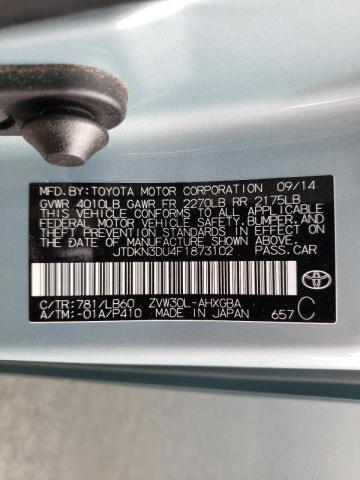 MFD.BY:TOYOTA MOTOR CORPORATION 09/14
GVWR 4010LB GAWR FR 2270LB RR 2175LB
THIS VEHICLE CONFORMS TO ALL APPLICABLE
FEDERAL MOTOR VEHICLE SAFETY, BUMPER, AND
THEFT PREVENTION STANDARDS IN EFFECT ON
THE DATE OF MANUFACTURE SHOWN ABOVE.
JTDKN3DU4F1873102 PASS.CAR
C/TR:781/LB60 ZVW30L-AHXGBA
A/TM:-01A/P410 MADE IN JAPAN 657 C